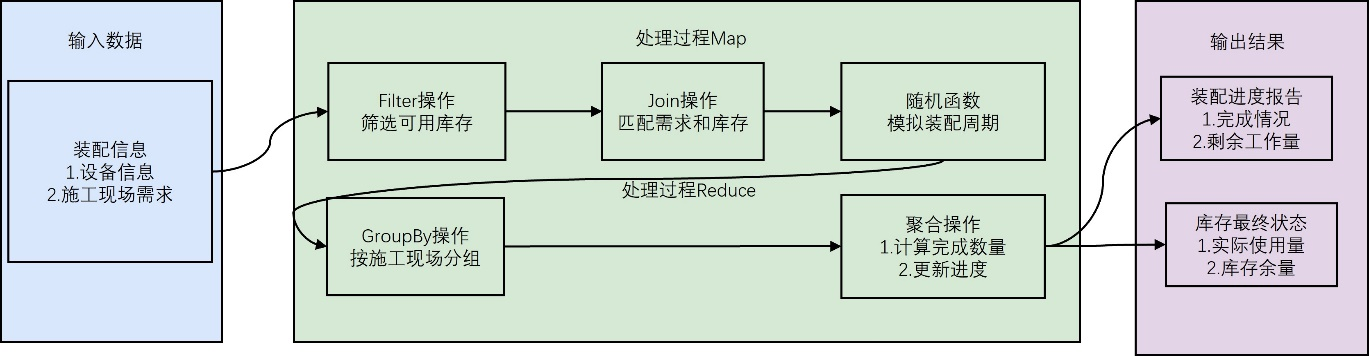 输入数据
装配信息
1.设备信息
2.施工现场需求
处理过程Map
Filter操作
筛选可用库存
Join操作
匹配需求和库存
随机函数
模拟装配周期
处理过程Reduce
GroupBy操作
按施工现场分组
聚合操作
1.计算完成数量
2.更新进度
输出结果
装配进度报告
1.完成情况
2.剩余工作量
库存最终状态
1.实际使用量
2.库存余量